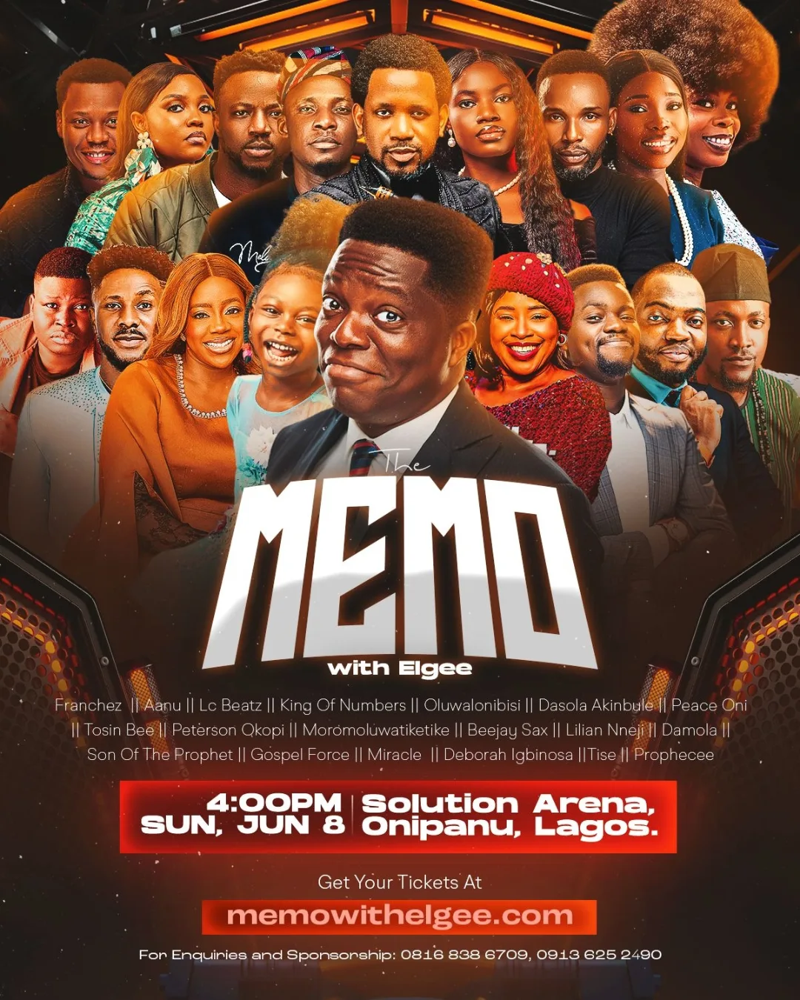 The
MEMO
with Elgee
Franchez || Aanu || Lc Beatz || King Of Numbers || Oluwalonibisi || Dasola Akinbule || Peace Oni
|| Tosin Bee || Peterson Okopi || Moromoluwatiketike || Beejay Sax || Lilian Nneji || Damola ||
Son Of The Prophet || Gospel Force || Miracle || Deborah Igbinosa ||Tise || Prophecee
4:00PM | Solution Arena,
SUN, JUN 8 | Onipanu, Lagos.
Get Your Tickets At
memowithelgee.com
For Enquiries and Sponsorship: 0816 838 6709, 0913 625 2490